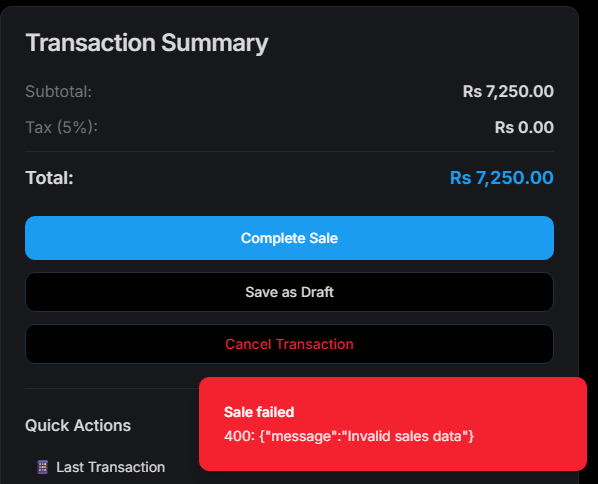 Transaction Summary
Subtotal: Rs 7,250.00
Tax (5%): Rs 0.00
Total: Rs 7,250.00
Complete Sale
Save as Draft
Cancel Transaction
Sale failed
400: {"message":"Invalid sales data"}
Quick Actions
Last Transaction